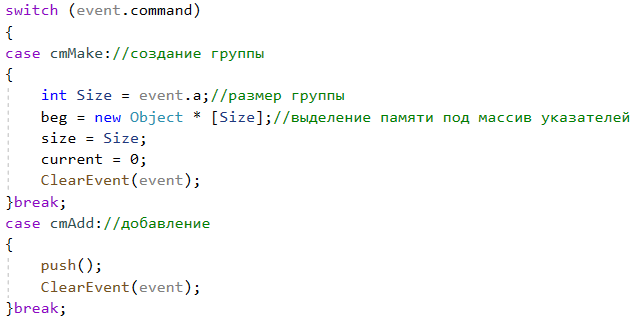 switch (event.command)
{
case cmMake://создание группы
{
    int Size = event.a;//размер группы
    beg = new Object * [Size];//выделение памяти под массив указателей
    size = Size;
    current = 0;
    ClearEvent(event);
}break;
case cmAdd://добавление
{
    push();
    ClearEvent(event);
}break;